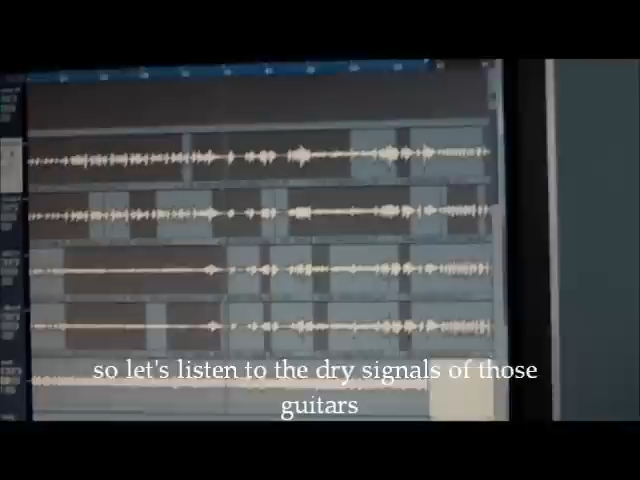 so let's listen to the dry signals of those
guitars